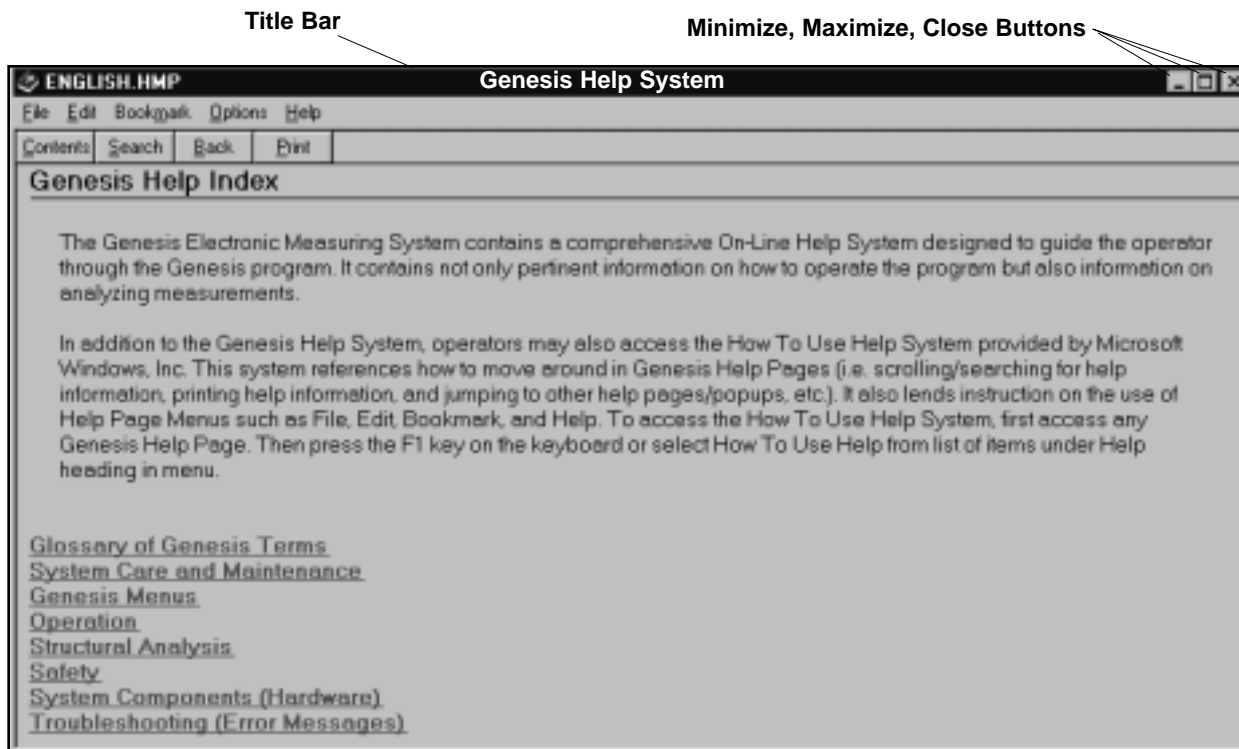 Title Bar
Minimize, Maximize, Close Buttons
ENGLISH.HMP Genesis Help System
File Edit Bookmark Options Help
Contents Search Back Print
Genesis Help Index
The Genesis Electronic Measuring System contains a comprehensive On-Line Help System designed to guide the operator
through the Genesis program. It contains not only pertinent information on how to operate the program but also information on
analyzing measurements.
In addition to the Genesis Help System, operators may also access the How To Use Help System provided by Microsoft
Windows, Inc. This system references how to move around in Genesis Help Pages (i.e. scrolling/searching for help
information, printing help information, and jumping to other help pages/popups, etc.). It also lends instruction on the use of
Help Page Menus such as File, Edit, Bookmark, and Help. To access the How To Use Help System, first access any
Genesis Help Page. Then press the F1 key on the keyboard or select How To Use Help from list of items under Help
heading in menu.
Glossary of Genesis Terms
System Care and Maintenance
Genesis Menus
Operation
Structural Analysis
Safety
System Components (Hardware)
Troubleshooting (Error Messages)